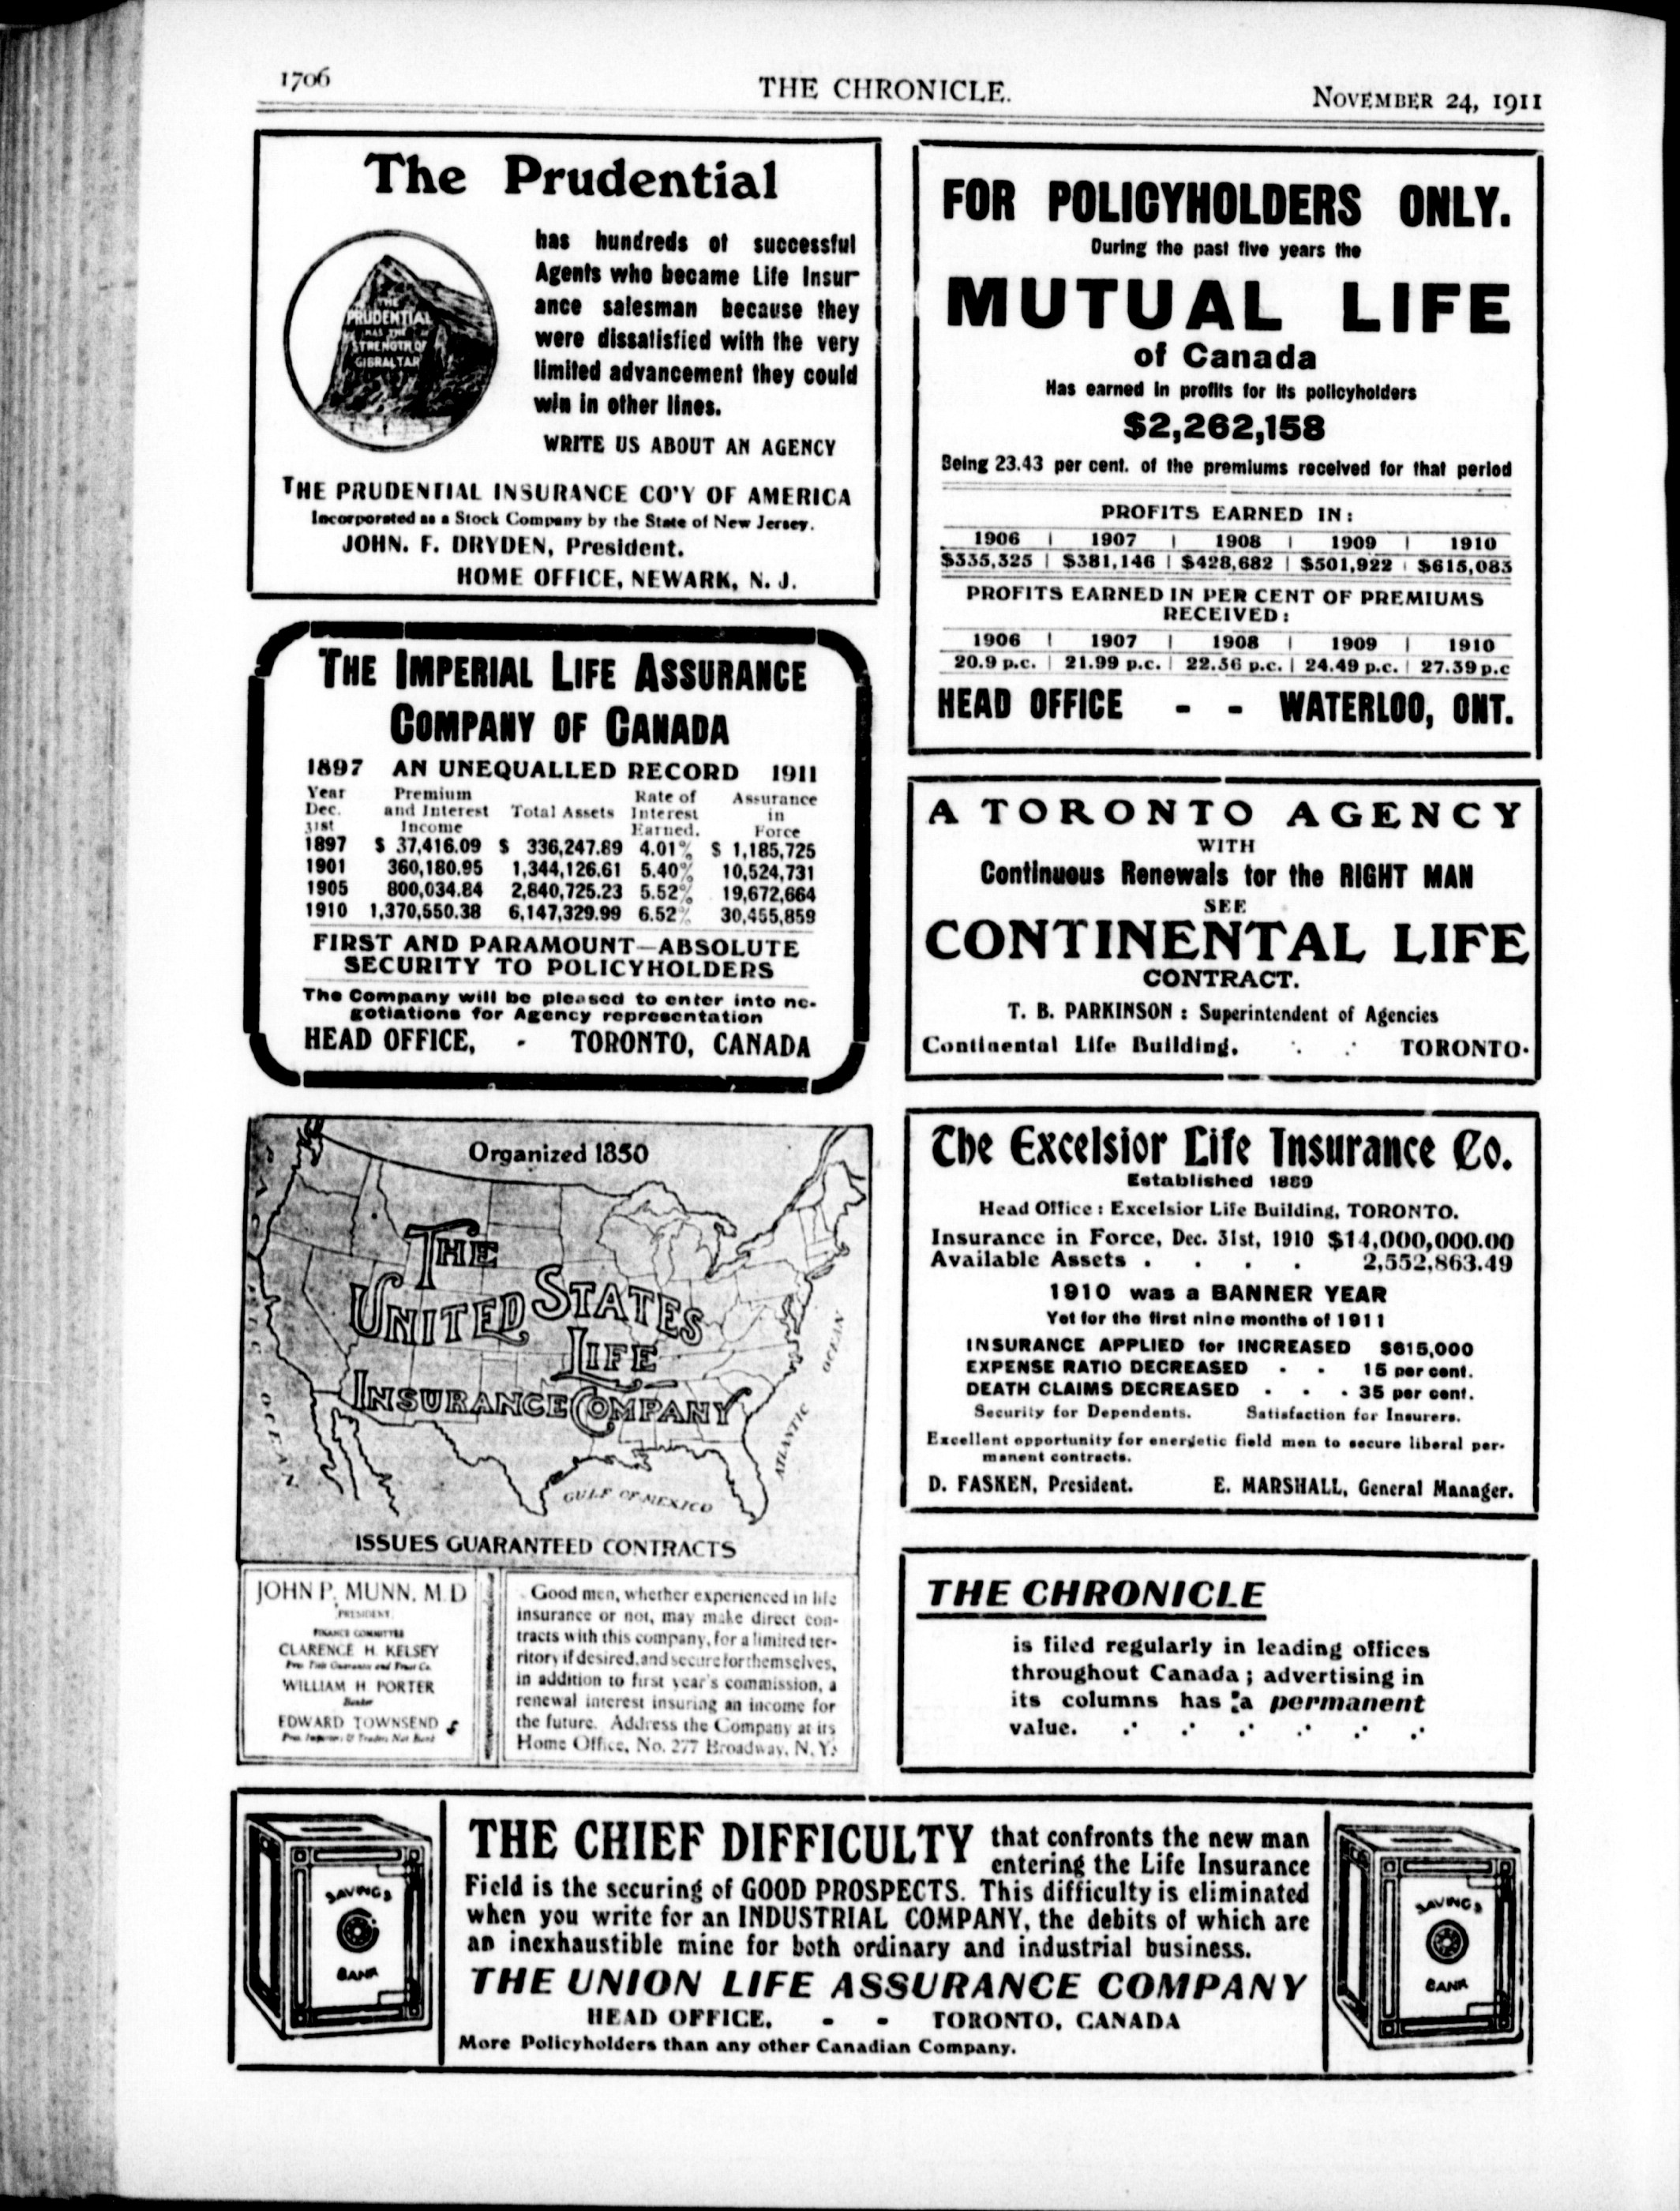 1706
THE CHRONICLE.
NOVEMBER 24, 1911
The Prudential
THE
PRUDENTIAL
HAS THE
STRENGTH OF
GIBRALTAR
has hundreds of successful
Agents who became Life Insur-
ance salesman because they
were dissatisfied with the very
limited advancement they could
win in other lines.
WRITE US ABOUT AN AGENCY
THE PRUDENTIAL INSURANCE CO'Y OF AMERICA
Incorporated as a Stock Company by the State of New Jersey.
JOHN. F. DRYDEN, President.
HOME OFFICE, NEWARK, N. J.
THE IMPERIAL LIFE ASSURANCE
COMPANY OF CANADA
1897 AN UNEQUALLED RECORD 1911
Year Premium Rate of Assurance
Dec. and Interest Total Assets Interest in
31st Income Earned. Force
1897 $ 37,416.09 $ 336,247.89 4.01% $ 1,185,725
1901 360,180.95 1,344,126.61 5.40% 10,524,731
1905 800,034.84 2,840,725.23 5.52% 19,672,664
1910 1,370,550.38 6,147,329.99 6.52% 30,455,859
FIRST AND PARAMOUNT—ABSOLUTE
SECURITY TO POLICYHOLDERS
The Company will be pleased to enter into ne-
gotiations for Agency representation
HEAD OFFICE, - TORONTO, CANADA
Organized 1850
THE
UNITED STATES
LIFE
INSURANCE COMPANY
OCEAN
ATLANTIC
OCEAN
GULF OF MEXICO
ISSUES GUARANTEED CONTRACTS
JOHN P. MUNN, M.D
PRESIDENT
FINANCE COMMITTEE
CLARENCE H. KELSEY
Pres. Title Guarantee and Trust Co.
WILLIAM H PORTER
Banker
EDWARD TOWNSEND
Pres. Importers & Traders Nat Bank
Good men, whether experienced in life
insurance or not, may make direct con-
tracts with this company, for a limited ter-
ritory if desired, and secure for themselves,
in addition to first year's commission, a
renewal interest insuring an income for
the future. Address the Company at its
Home Office, No. 277 Broadway, N. Y.
FOR POLICYHOLDERS ONLY.
During the past five years the
MUTUAL LIFE
of Canada
Has earned in profits for its policyholders
$2,262,158
Being 23.43 per cent. of the premiums received for that period
PROFITS EARNED IN:
1906 | 1907 | 1908 | 1909 | 1910
$335,325 | $381,146 | $428,682 | $501,922 | $615,083
PROFITS EARNED IN PER CENT OF PREMIUMS
RECEIVED:
1906 | 1907 | 1908 | 1909 | 1910
20.9 p.c. | 21.99 p.c. | 22.36 p.c. | 24.49 p.c. | 27.39 p.c
HEAD OFFICE - - WATERLOO, ONT.
A TORONTO AGENCY
WITH
Continuous Renewals for the RIGHT MAN
SEE
CONTINENTAL LIFE
CONTRACT.
T. B. PARKINSON : Superintendent of Agencies
Continental Life Building, TORONTO.
The Excelsior Life Insurance Co.
Established 1889
Head Office : Excelsior Life Building, TORONTO.
Insurance in Force, Dec. 31st, 1910 $14,000,000.00
Available Assets . . . . 2,552,863.49
1910 was a BANNER YEAR
Yet for the first nine months of 1911
INSURANCE APPLIED for INCREASED $615,000
EXPENSE RATIO DECREASED - - 15 per cent.
DEATH CLAIMS DECREASED - - - 35 per cent.
Security for Dependents. Satisfaction for Insurers.
Excellent opportunity for energetic field men to secure liberal per-
manent contracts.
D. FASKEN, President. E. MARSHALL, General Manager.
THE CHRONICLE
is filed regularly in leading offices
throughout Canada ; advertising in
its columns has a permanent
value.
SAVINGS
BANK
THE CHIEF DIFFICULTY that confronts the new man
entering the Life Insurance
Field is the securing of GOOD PROSPECTS. This difficulty is eliminated
when you write for an INDUSTRIAL COMPANY, the debits of which are
an inexhaustible mine for both ordinary and industrial business.
THE UNION LIFE ASSURANCE COMPANY
HEAD OFFICE, - - TORONTO, CANADA
More Policyholders than any other Canadian Company.
SAVINGS
BANK